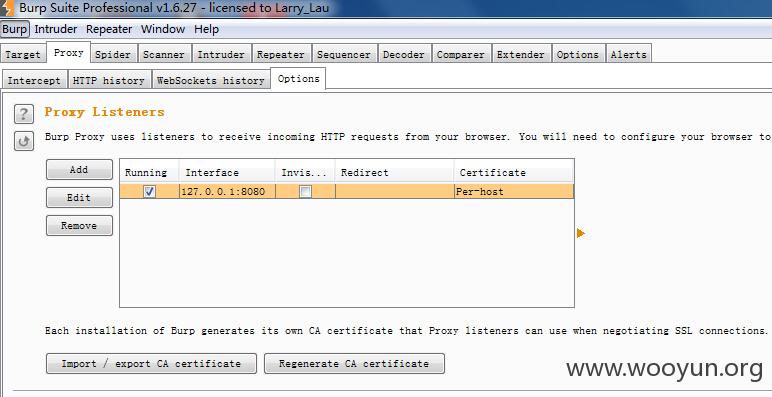 Burp Suite Professional v1.6.27 - licensed to Larry_Lau
Burp Intruder Repeater Window Help
Target Proxy Spider Scanner Intruder Repeater Sequencer Decoder Comparer Extender Options Alerts
Intercept HTTP history WebSockets history Options
? Proxy Listeners
Burp Proxy uses listeners to receive incoming HTTP requests from your browser. You will need to configure your browser to
Add
Edit
Remove
Running Interface Invis... Redirect Certificate
127.0.0.1:8080 Per-host
Each installation of Burp generates its own CA certificate that Proxy listeners can use when negotiating SSL connections.
Import / export CA certificate Regenerate CA certificate
www.wooyun.org